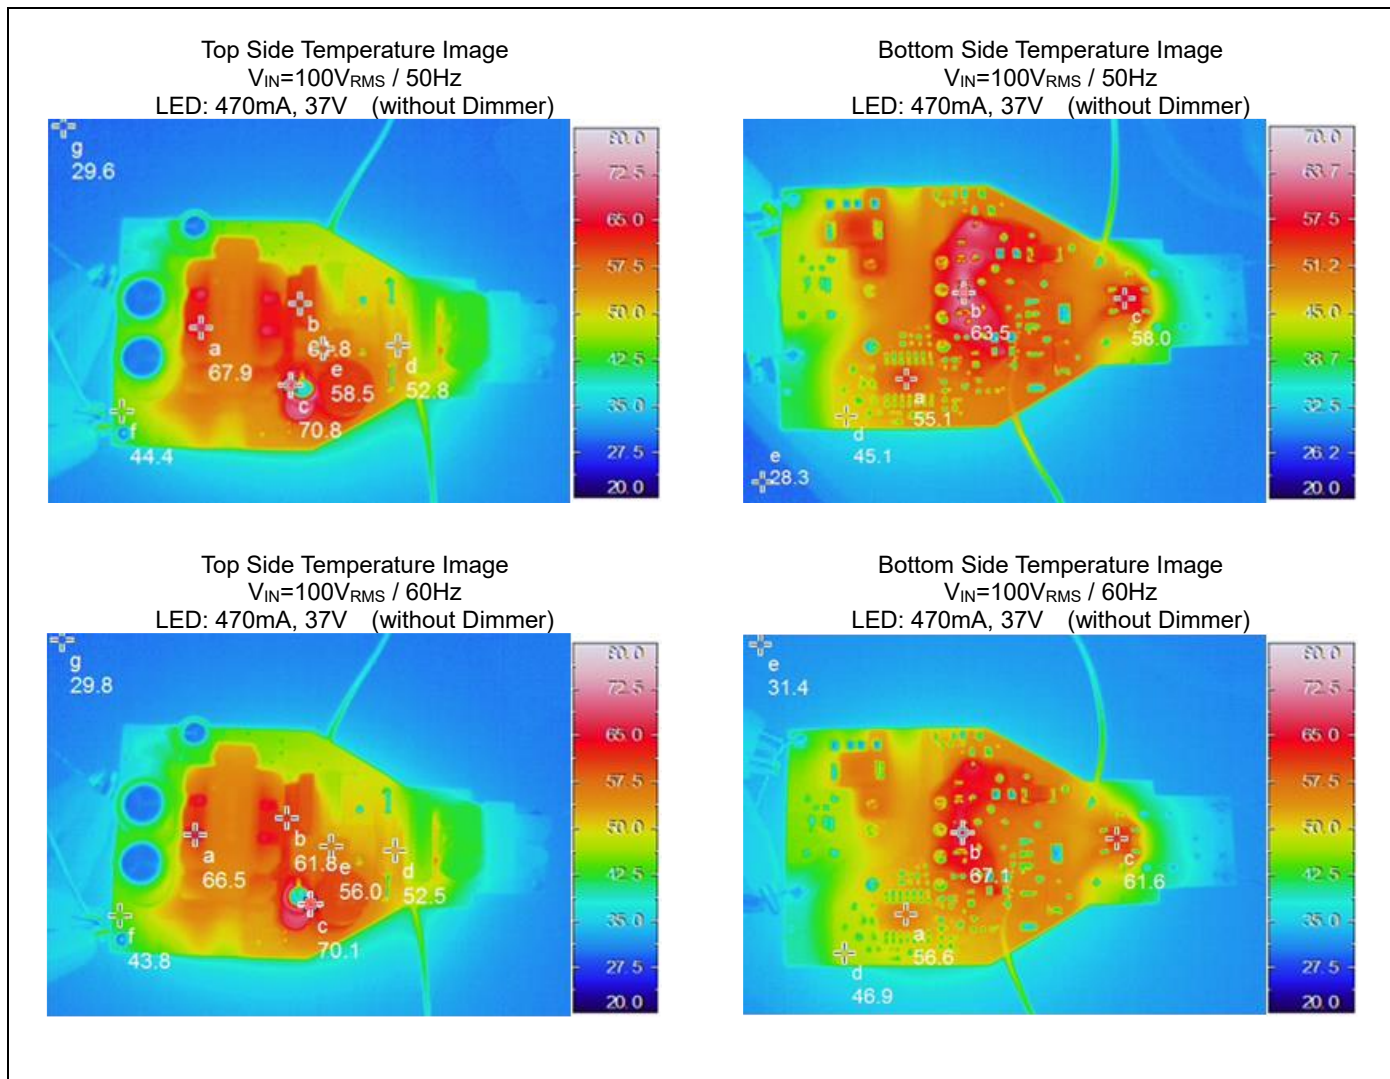 Top Side Temperature Image
VIN=100VRMS / 50Hz
LED: 470mA, 37V (without Dimmer)
g
29.6
b
e
a
67.9
58.5
d
52.8
c
70.8
f
44.4
80.0
72.5
65.0
57.5
50.0
42.5
35.0
27.5
20.0
Bottom Side Temperature Image
VIN=100VRMS / 50Hz
LED: 470mA, 37V (without Dimmer)
b
63.5
c
58.0
a
55.1
d
45.1
e
28.3
70.0
63.7
57.5
51.2
45.0
38.7
32.5
26.2
20.0
Top Side Temperature Image
VIN=100VRMS / 60Hz
LED: 470mA, 37V (without Dimmer)
g
29.8
a
66.5
b
61.8
e
56.0
d
52.5
c
70.1
f
43.8
80.0
72.5
65.0
57.5
50.0
42.5
35.0
27.5
20.0
Bottom Side Temperature Image
VIN=100VRMS / 60Hz
LED: 470mA, 37V (without Dimmer)
e
31.4
b
67.1
c
61.6
a
56.6
d
46.9
80.0
72.5
65.0
57.5
50.0
42.5
35.0
27.5
20.0